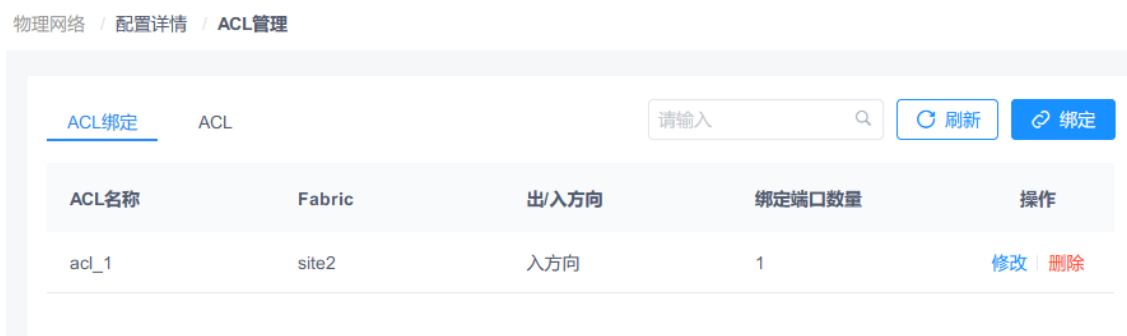 物理网络 / 配置详情 / ACL管理
ACL绑定 ACL 请输入 刷新 绑定
ACL名称 Fabric 出/入方向 绑定端口数量 操作
acl_1 site2 入方向 1 修改 删除